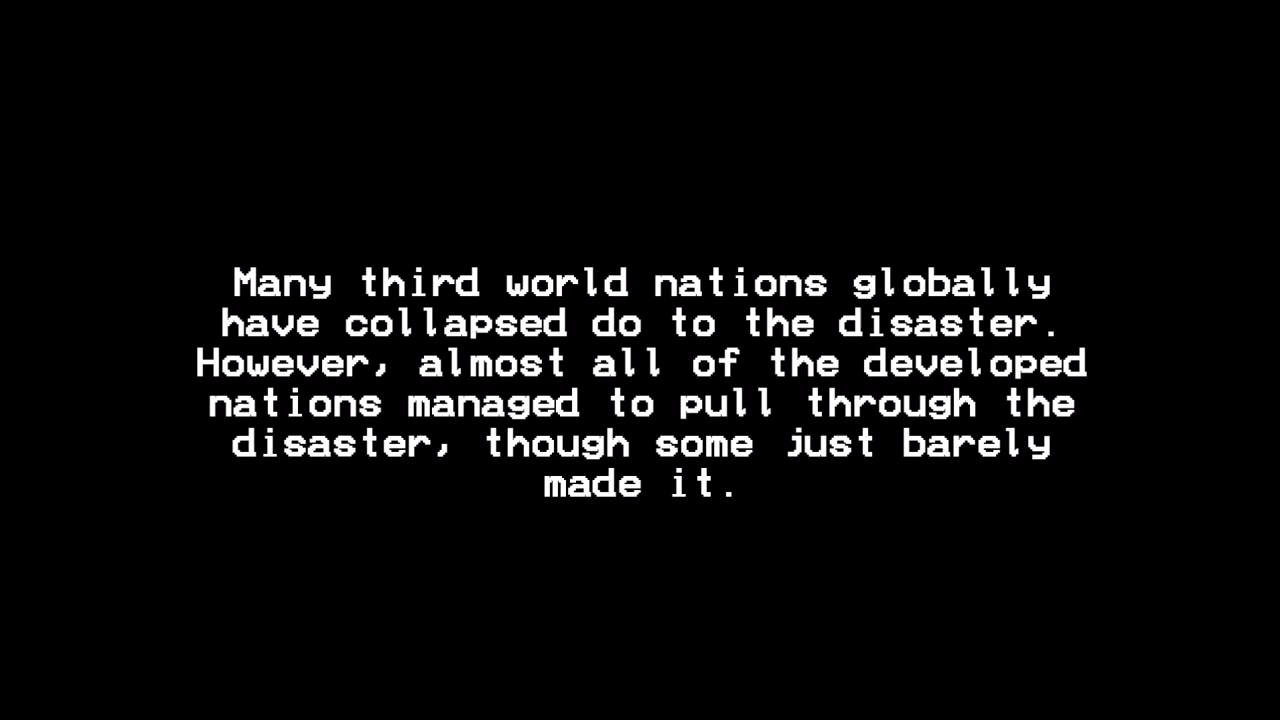 Many third world nations globally
have collapsed do to the disaster.
However, almost all of the developed
nations managed to pull through the
disaster, though some just barely
made it.